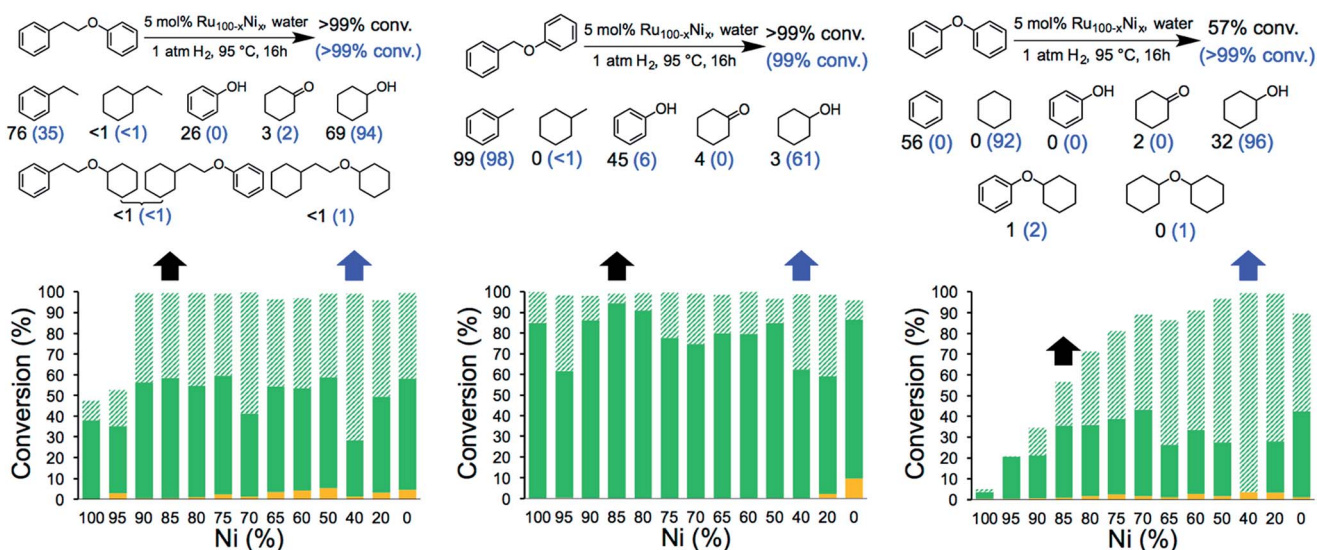 5 mol% Ru100-xNix, water
1 atm H2, 95 °C, 16h
>99% conv.
(>99% conv.)
O
OH
O
OH
76 (35)
<1 (<1)
26 (0)
3 (2)
69 (94)
O
O
O
<1 (<1)
<1 (1)
Conversion (%)
100
90
80
70
60
50
40
30
20
10
0
100 95 90 85 80 75 70 65 60 50 40 20 0
Ni (%)
5 mol% Ru100-xNix, water
1 atm H2, 95 °C, 16h
>99% conv.
(99% conv.)
O
OH
O
OH
99 (98)
0 (<1)
45 (6)
4 (0)
3 (61)
Conversion (%)
100
90
80
70
60
50
40
30
20
10
0
100 95 90 85 80 75 70 65 60 50 40 20 0
Ni (%)
5 mol% Ru100-xNix, water
1 atm H2, 95 °C, 16h
57% conv.
(>99% conv.)
O
OH
O
OH
56 (0)
0 (92)
0 (0)
2 (0)
32 (96)
O
O
1 (2)
0 (1)
Conversion (%)
100
90
80
70
60
50
40
30
20
10
0
100 95 90 85 80 75 70 65 60 50 40 20 0
Ni (%)